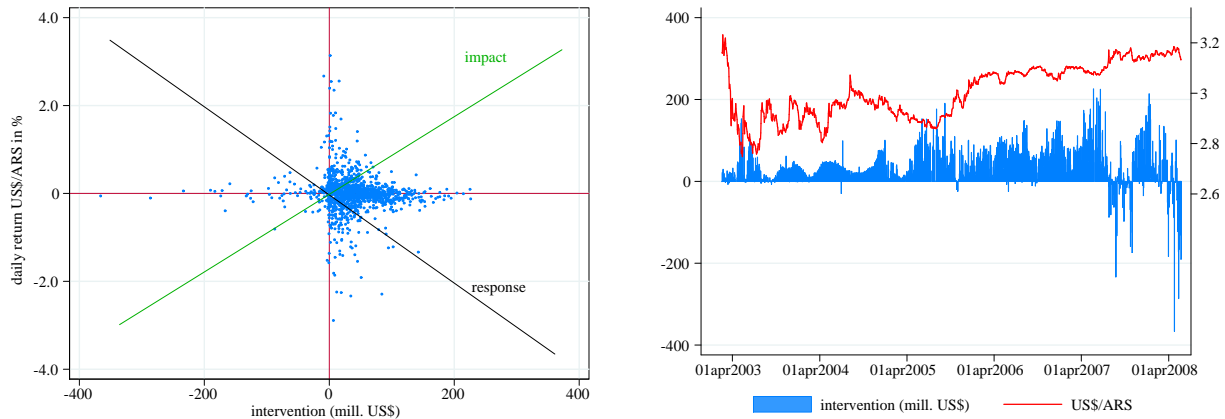 4.0
2.0
0
-2.0
-4.0
daily return US$/ARS in %
impact
response
-400
-200
0
200
400
intervention (mill. US$)
400
200
0
-200
-400
3.2
3
2.8
2.6
01apr2003
01apr2004
01apr2005
01apr2006
01apr2007
01apr2008
intervention (mill. US$)
US$/ARS